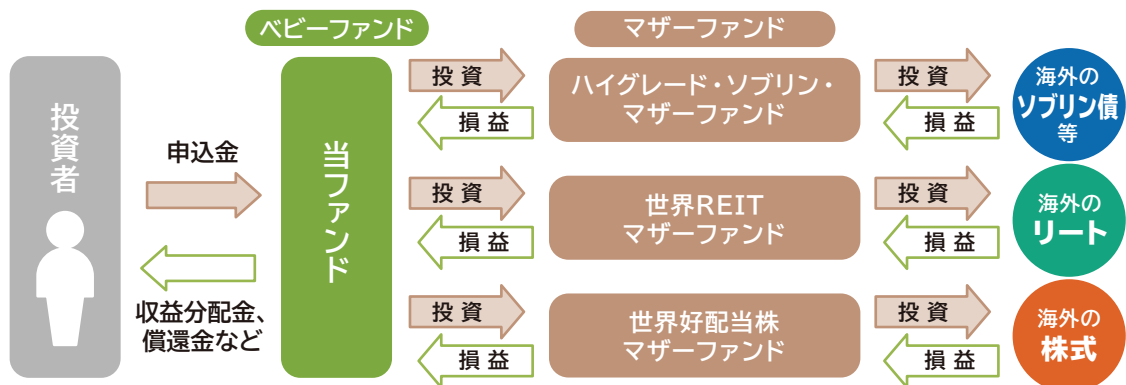 ベビーファンド
マザーファンド
投資者
申込金
収益分配金、
償還金など
当ファンド
投資
損益
ハイグレード・ソブリン・
マザーファンド
投資
損益
海外の
ソブリン債
等
投資
損益
世界REIT
マザーファンド
投資
損益
海外の
リート
投資
損益
世界好配当株
マザーファンド
投資
損益
海外の
株式